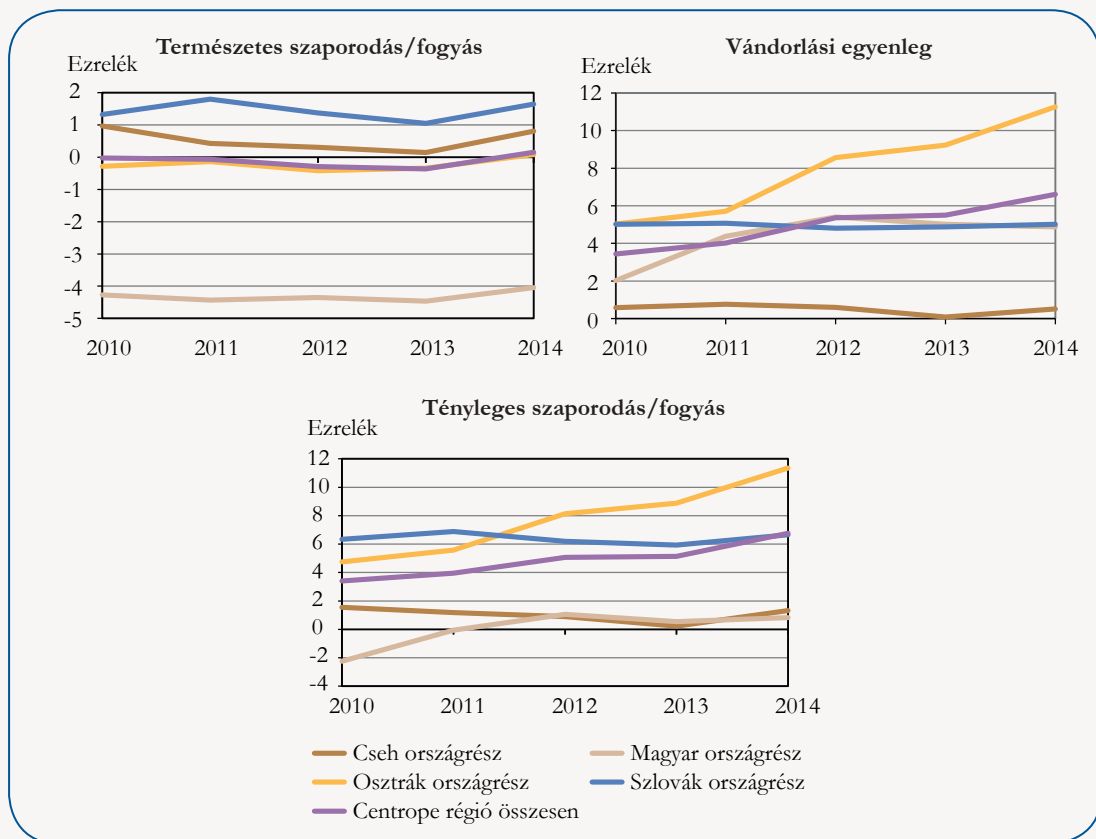 Természetes szaporodás/fogyás
Ezrelék
2
1
0
-1
-2
-3
-4
-5
2010 2011 2012 2013 2014
Vándorlási egyenleg
Ezrelék
12
10
8
6
4
2
0
2010 2011 2012 2013 2014
Tényleges szaporodás/fogyás
Ezrelék
12
10
8
6
4
2
0
-2
-4
2010 2011 2012 2013 2014
Cseh országrész Magyar országrész
Osztrák országrész Szlovák országrész
Centrope régió összesen